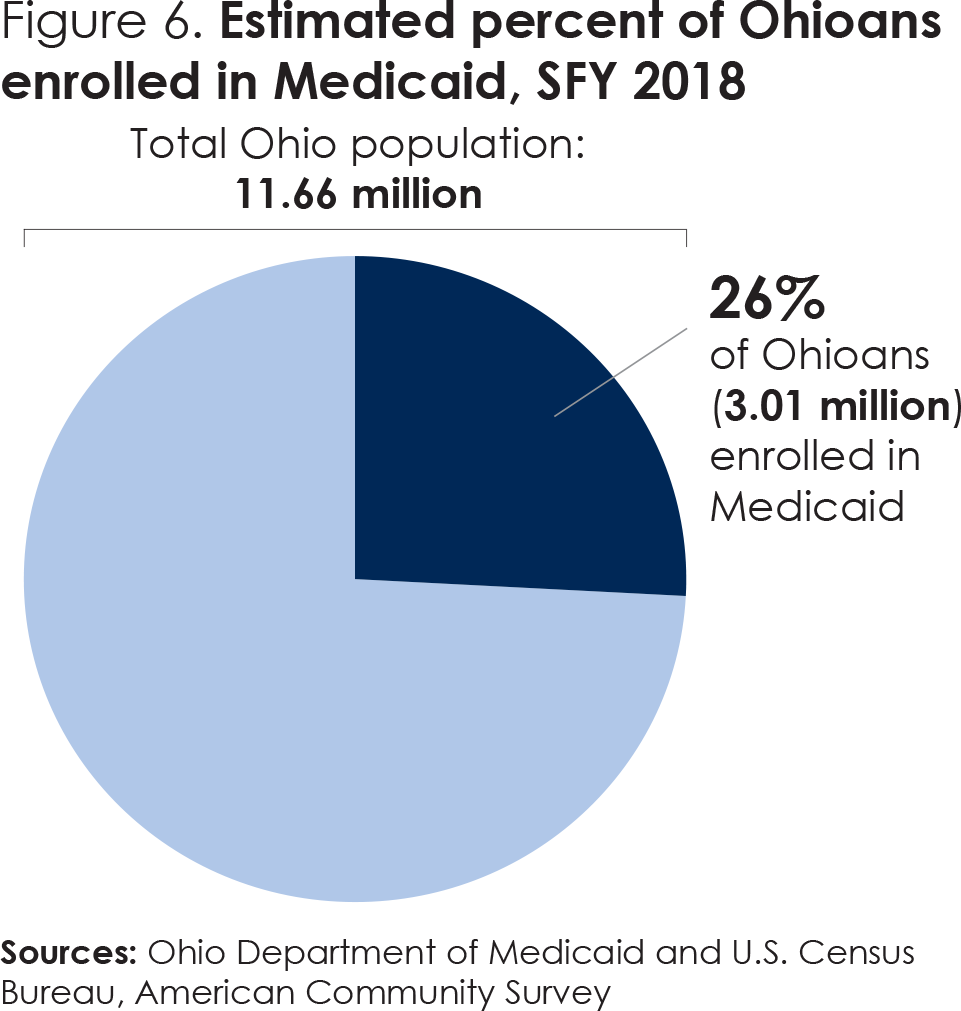 Figure 6. Estimated percent of Ohioans
enrolled in Medicaid, SFY 2018
Total Ohio population:
11.66 million
26%
of Ohioans
(3.01 million)
enrolled in
Medicaid
Sources: Ohio Department of Medicaid and U.S. Census
Bureau, American Community Survey